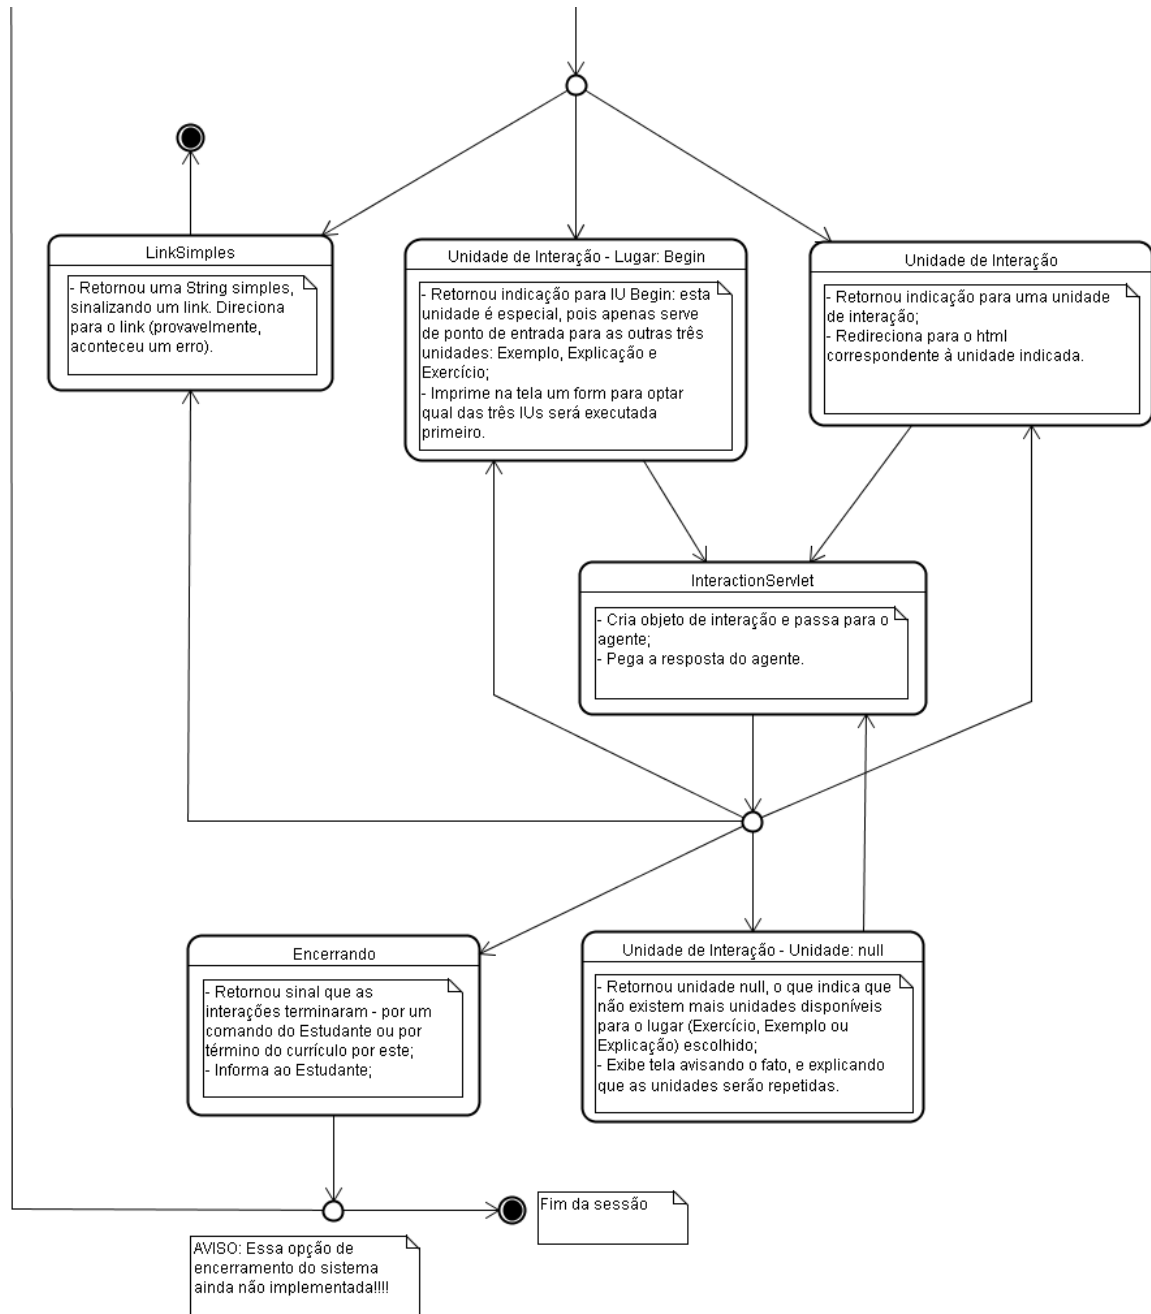 LinkSimples
- Retornou uma String simples,
sinalizando um link. Direciona
para o link (provavelmente,
aconteceu um erro).
Unidade de Interação - Lugar: Begin
- Retornou indicação para IU Begin: esta
unidade é especial, pois apenas serve
de ponto de entrada para as outras três
unidades: Exemplo, Explicação e
Exercício;
- Imprime na tela um form para optar
qual das três IUs será executada
primeiro.
Unidade de Interação
- Retornou indicação para uma unidade
de interação;
- Redireciona para o html
correspondente à unidade indicada.
InteractionServlet
- Cria objeto de interação e passa para o
agente;
- Pega a resposta do agente.
Encerrando
- Retornou sinal que as
interações terminaram - por um
comando do Estudante ou por
término do currículo por este;
- Informa ao Estudante;
Unidade de Interação - Unidade: null
- Retornou unidade null, o que indica que
não existem mais unidades disponíveis
para o lugar (Exercício, Exemplo ou
Explicação) escolhido;
- Exibe tela avisando o fato, e explicando
que as unidades serão repetidas.
Fim da sessão
AVISO: Essa opção de
encerramento do sistema
ainda não implementada!!!!